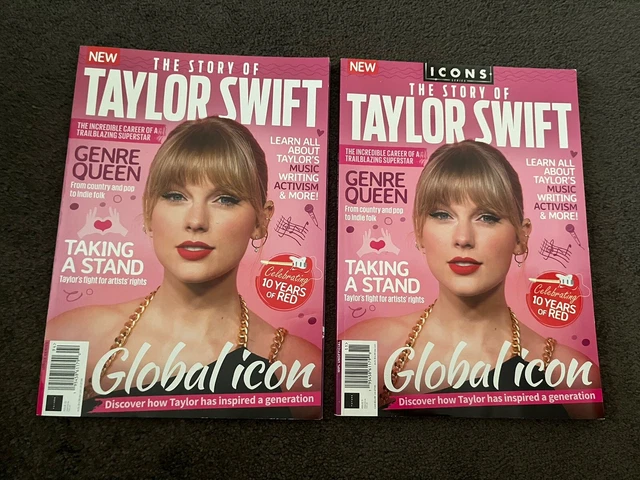 NEW
THE STORY OF
TAYLOR SWIFT
THE INCREDIBLE CAREER OF A
TRAILBLAZING SUPERSTAR
GENRE
QUEEN
From country and pop
to indie folk
LEARN ALL
ABOUT
TAYLOR'S
MUSIC
WRITING
ACTIVISM
& MORE!
TAKING
A STAND
Taylor's fight for artists' rights
Celebrating
10 YEARS
OF RED
Global icon
Discover how Taylor has inspired a generation
NEW
ICONS
SERIES
THE STORY OF
TAYLOR SWIFT
THE INCREDIBLE CAREER OF A
TRAILBLAZING SUPERSTAR
GENRE
QUEEN
From country and pop
to indie folk
LEARN ALL
ABOUT
TAYLOR'S
MUSIC
WRITING
ACTIVISM
& MORE!
TAKING
A STAND
Taylor's fight for artists' rights
Celebrating
10 YEARS
OF RED
Global icon
Discover how Taylor has inspired a generation